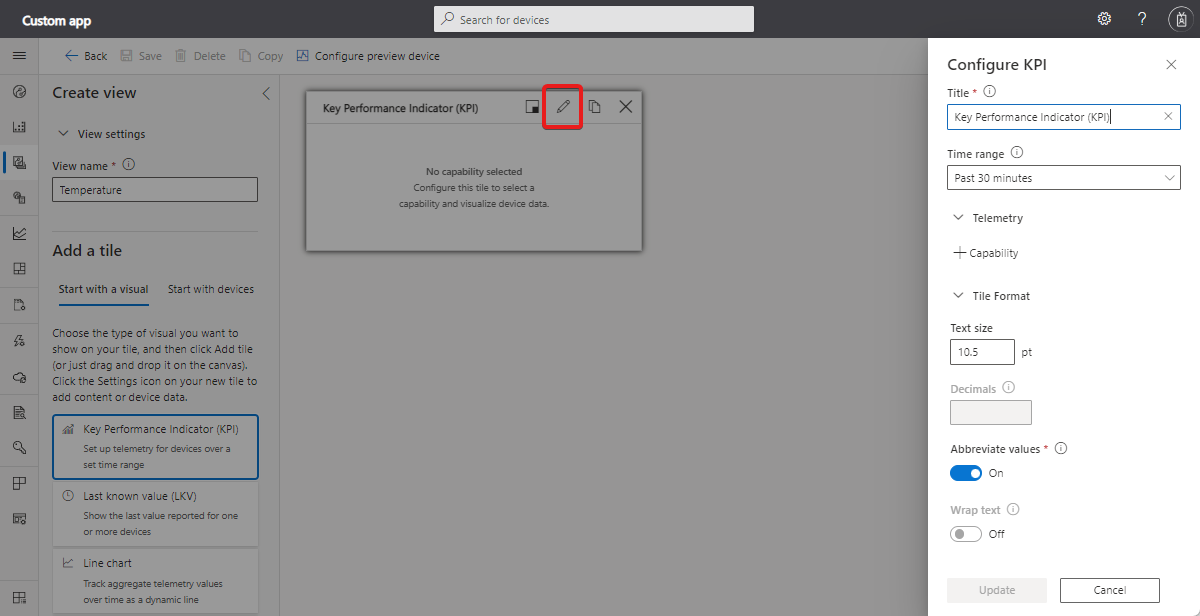 Custom app
Search for devices
?
Back
Save
Delete
Copy
Configure preview device
Create view
View settings
View name *
Temperature
Add a tile
Start with a visual
Start with devices
Choose the type of visual you want to
show on your tile, and then click Add tile
(or just drag and drop it on the canvas).
Click the Settings icon on your new tile to
add content or device data.
Key Performance Indicator (KPI)
Set up telemetry for devices over a
set time range
Last known value (LKV)
Show the last value reported for one
or more devices
Line chart
Track aggregate telemetry values
over time as a dynamic line
Key Performance Indicator (KPI)
No capability selected
Configure this tile to select a
capability and visualize device data.
Configure KPI
Title *
Key Performance Indicator (KPI)
Time range
Past 30 minutes
Telemetry
Capability
Tile Format
Text size
10.5 pt
Decimals
Abbreviate values *
On
Wrap text
Off
Update
Cancel